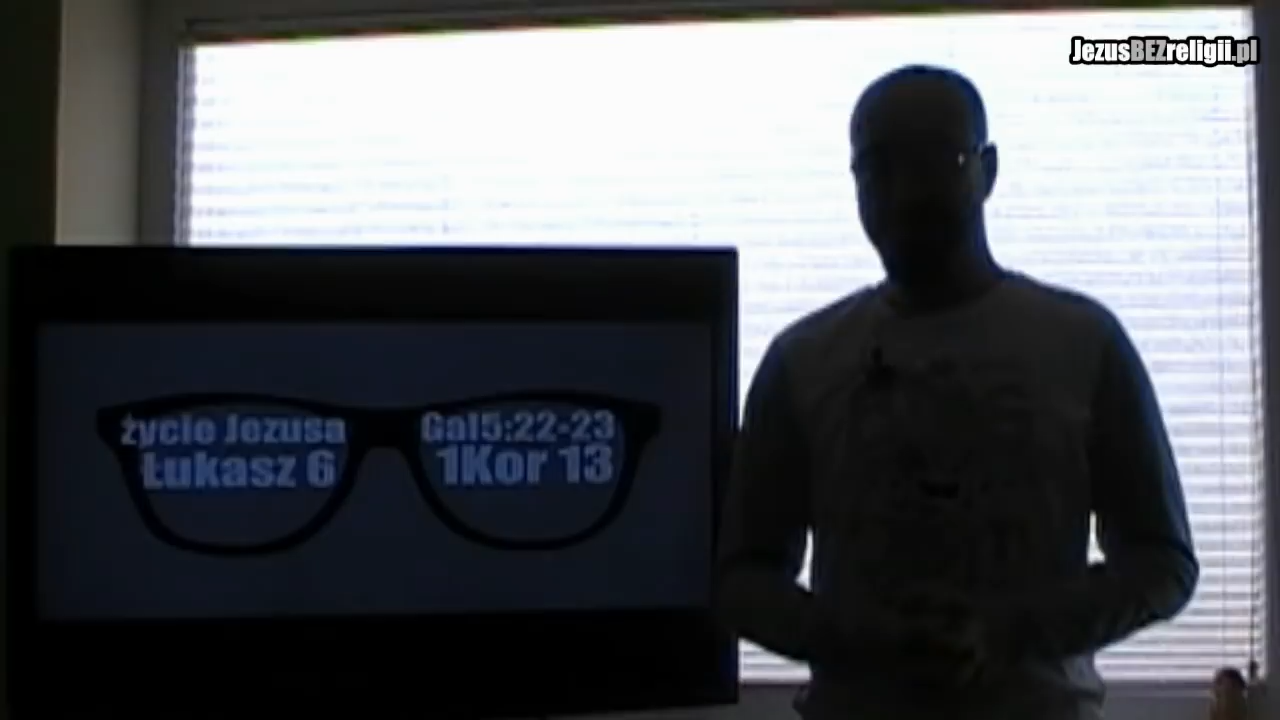 JezusBEZreligii.pl
życie Jezusa
Łukasz 6
Gal5:22-23
1Kor 13